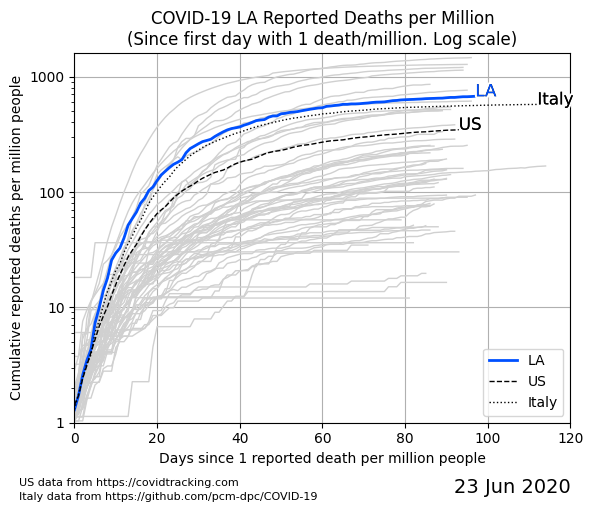 COVID-19 LA Reported Deaths per Million
(Since first day with 1 death/million. Log scale)
Cumulative reported deaths per million people
1000
100
10
1
LA
Italy
US
LA
US
Italy
0 20 40 60 80 100 120
Days since 1 reported death per million people
US data from https://covidtracking.com
Italy data from https://github.com/pcm-dpc/COVID-19
23 Jun 2020